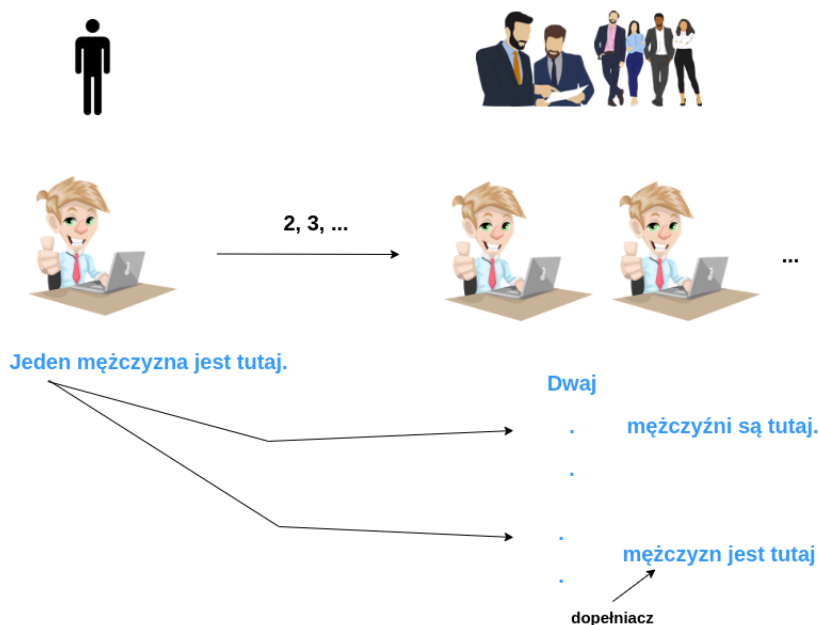 2, 3, ...
...
Jeden mężczyzna jest tutaj.
Dwaj
.
mężczyźni są tutaj.
.
.
mężczyzn jest tutaj
.
dopełniacz